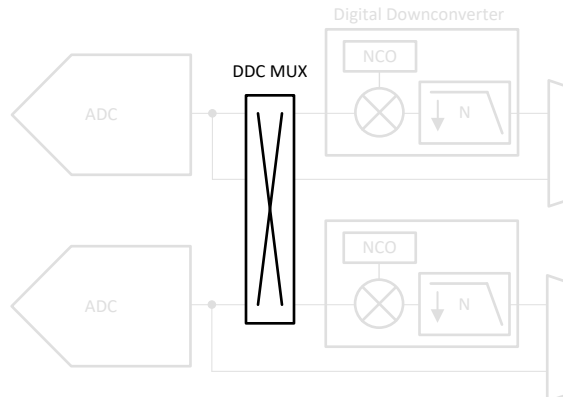 Digital Downconverter
NCO
DDC MUX
ADC
N
NCO
ADC
N